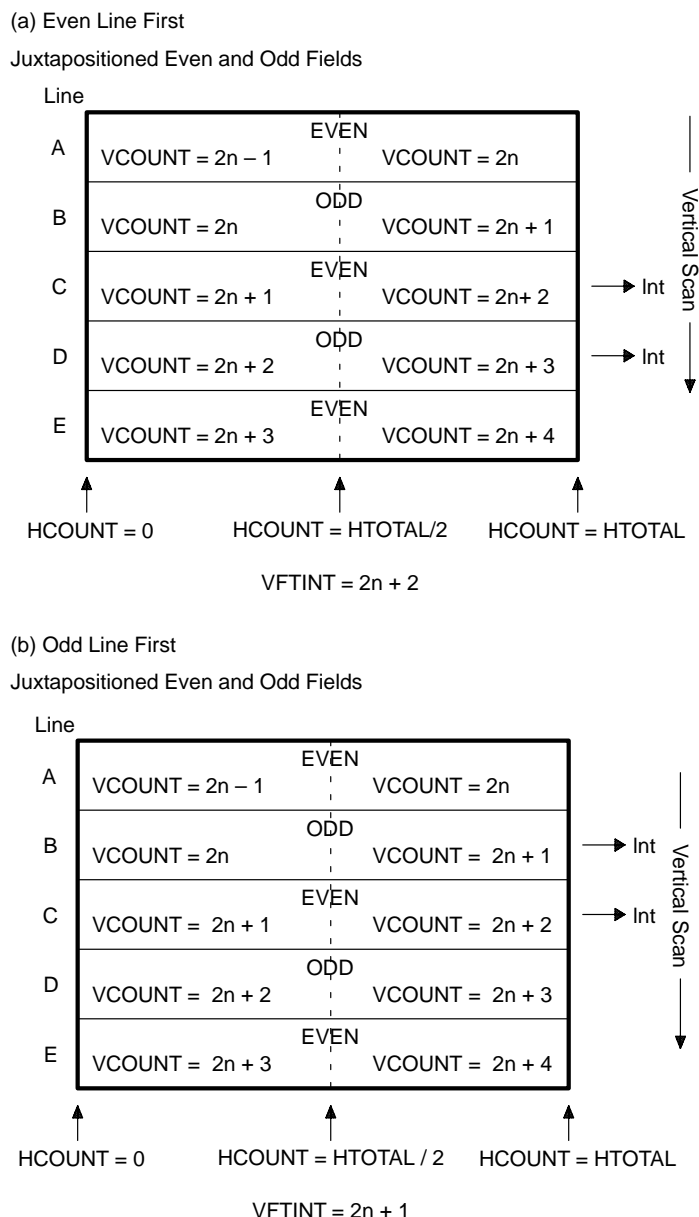 (a) Even Line First
Juxtapositioned Even and Odd Fields
Line
EVEN
A
VCOUNT = 2n – 1 VCOUNT = 2n
ODD
B
VCOUNT = 2n VCOUNT = 2n + 1
EVEN
C
VCOUNT = 2n + 1 VCOUNT = 2n+ 2 Int
ODD
D
VCOUNT = 2n + 2 VCOUNT = 2n + 3 Int
EVEN
E
VCOUNT = 2n + 3 VCOUNT = 2n + 4
Vertical Scan
HCOUNT = 0 HCOUNT = HTOTAL/2 HCOUNT = HTOTAL
VFTINT = 2n + 2
(b) Odd Line First
Juxtapositioned Even and Odd Fields
Line
EVEN
A
VCOUNT = 2n – 1 VCOUNT = 2n
ODD
B
VCOUNT = 2n VCOUNT = 2n + 1 Int
EVEN
C
VCOUNT = 2n + 1 VCOUNT = 2n + 2 Int
ODD
D
VCOUNT = 2n + 2 VCOUNT = 2n + 3
EVEN
E
VCOUNT = 2n + 3 VCOUNT = 2n + 4
Vertical Scan
HCOUNT = 0 HCOUNT = HTOTAL / 2 HCOUNT = HTOTAL
VFTINT = 2n + 1